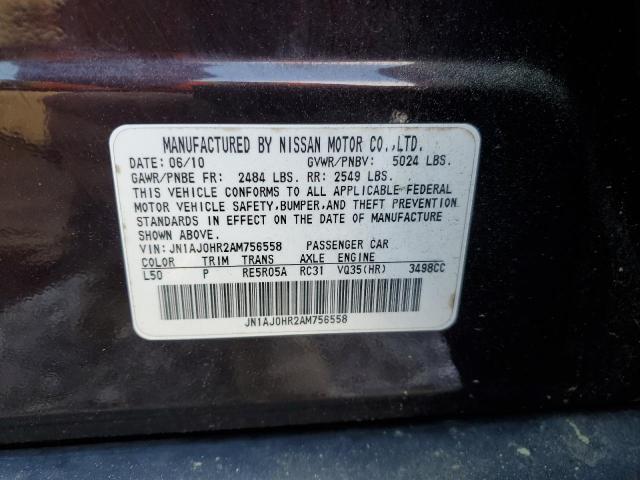 MANUFACTURED BY NISSAN MOTOR CO.,LTD.
DATE: 06/10 GVWR/PNBV: 5024 LBS.
GAWR/PNBE FR: 2484 LBS. RR: 2549 LBS.
THIS VEHICLE CONFORMS TO ALL APPLICABLE FEDERAL
MOTOR VEHICLE SAFETY,BUMPER,AND THEFT PREVENTION
STANDARDS IN EFFECT ON THE DATE OF MANUFACTURE
SHOWN ABOVE.
VIN:JN1AJ0HR2AM756558 PASSENGER CAR
COLOR TRIM TRANS AXLE ENGINE
L50 P RE5R05A RC31 VQ35(HR) 3498CC
JN1AJ0HR2AM756558